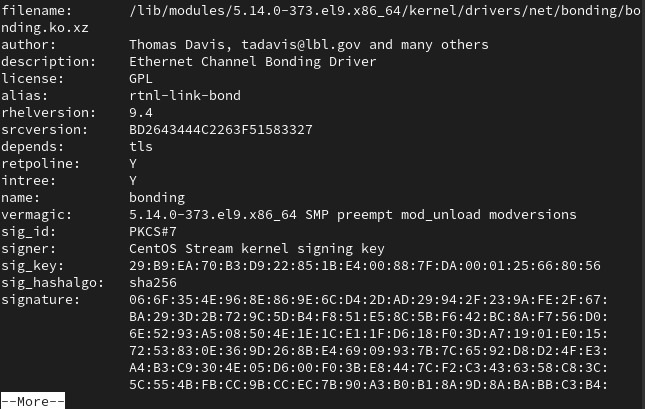 filename:       /lib/modules/5.14.0-373.el9.x86_64/kernel/drivers/net/bonding/bo
nding.ko.xz
author:         Thomas Davis, tadavis@lbl.gov and many others
description:    Ethernet Channel Bonding Driver
license:        GPL
alias:          rtnl-link-bond
rhelversion:    9.4
srcversion:     BD2643444C2263F51583327
depends:        tls
retpoline:      Y
intree:         Y
name:           bonding
vermagic:       5.14.0-373.el9.x86_64 SMP preempt mod_unload modversions
sig_id:         PKCS#7
signer:         CentOS Stream kernel signing key
sig_key:        29:B9:EA:70:B3:D9:22:85:1B:E4:00:88:7F:DA:00:01:25:66:80:56
sig_hashalgo:   sha256
signature:      06:6F:35:4E:96:8E:86:9E:6C:D4:2D:AD:29:94:2F:23:9A:FE:2F:67:
                BA:29:3D:2B:72:9C:5D:B4:F8:51:E5:8C:5B:F6:42:BC:8A:F7:56:D0:
                6E:52:93:A5:08:50:4E:1E:1C:E1:1F:D6:18:F0:3D:A7:19:01:E0:15:
                72:53:83:0E:36:9D:26:8B:E4:69:09:93:7B:7C:65:92:D8:D2:4F:E3:
                A4:B3:C9:30:4E:05:D6:00:F0:3B:E8:44:7C:F2:C3:43:63:58:C8:3C:
                5C:55:4B:FB:CC:9B:CC:EC:7B:90:A3:B0:B1:8A:9D:8A:BA:BB:C3:B4:
--More--